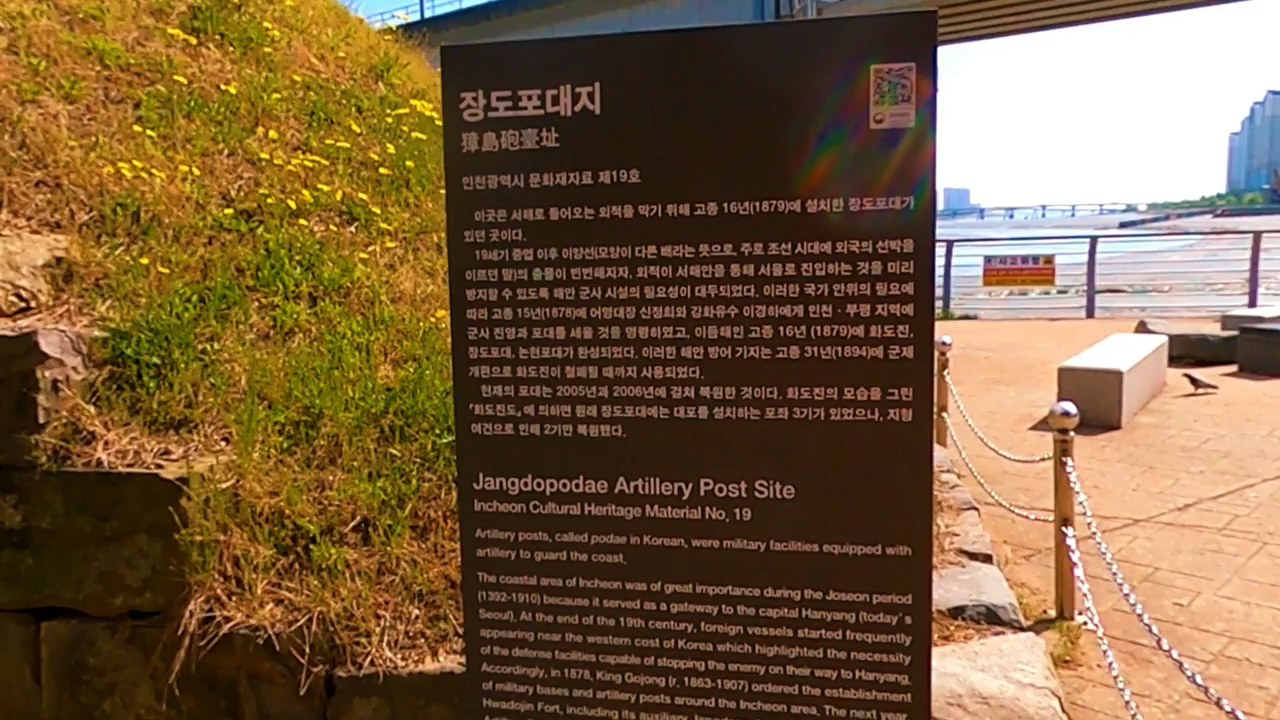 장도포대지
獐島砲臺址
인천광역시 문화재자료 제19호
이곳은 서해로 들어오는 외적을 막기 위해 고종 16년(1879)에 설치한 장도포대가
있던 곳이다.
19세기 중엽 이후 이양선(모양이 다른 배라는 뜻으로, 주로 조선 시대에 외국의 선박을
이르던 말)의 출몰이 빈번해지자, 외적이 서해안을 통해 서울로 진입하는 것을 미리
방지할 수 있도록 해안 군사 시설의 필요성이 대두되었다. 이러한 국가 안위의 필요에
따라 고종 15년(1878)에 어영대장 신정희와 강화유수 이경하에게 인천·부평 지역에
군사 진영과 포대를 세울 것을 명령하였고, 이듬해인 고종 16년 (1879)에 화도진,
장도포대, 논현포대가 완성되었다. 이러한 해안 방어 기지는 고종 31년(1894)에 군제
개편으로 화도진이 철폐될 때까지 사용되었다.
현재의 포대는 2005년과 2006년에 걸쳐 복원한 것이다. 화도진의 모습을 그린
「화도진도」에 의하면 원래 장도포대에는 대포를 설치하는 포좌 3기가 있었으나, 지형
여건으로 인해 2기만 복원했다.
Jangdopodae Artillery Post Site
Incheon Cultural Heritage Material No. 19
Artillery posts, called podae in Korean, were military facilities equipped with
artillery to guard the coast.
The coastal area of Incheon was of great importance during the Joseon period
(1392-1910) because it served as a gateway to the capital Hanyang (today's
Seoul). At the end of the 19th century, foreign vessels started frequently
appearing near the western cost of Korea which highlighted the necessity
of the defense facilities capable of stopping the enemy on their way to Hanyang.
Accordingly, in 1878, King Gojong (r. 1863-1907) ordered the establishment
of military bases and artillery posts around the Incheon area. The next year,
Hwadojin Fort, including its auxiliary,